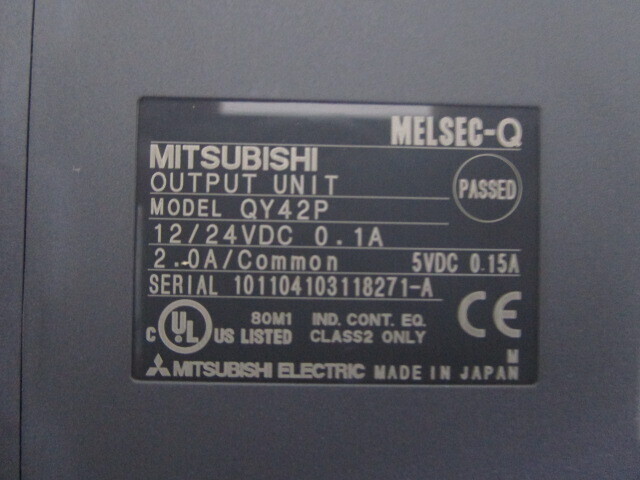 MELSEC-Q
MITSUBISHI
OUTPUT UNIT
PASSED
MODEL QY42P
12/24VDC 0.1A
2.0A/Common 5VDC 0.15A
SERIAL 101104103118271-A
C UL US LISTED 80M1 IND. CONT. EQ.
CLASS2 ONLY
CE
M
MITSUBISHI ELECTRIC MADE IN JAPAN